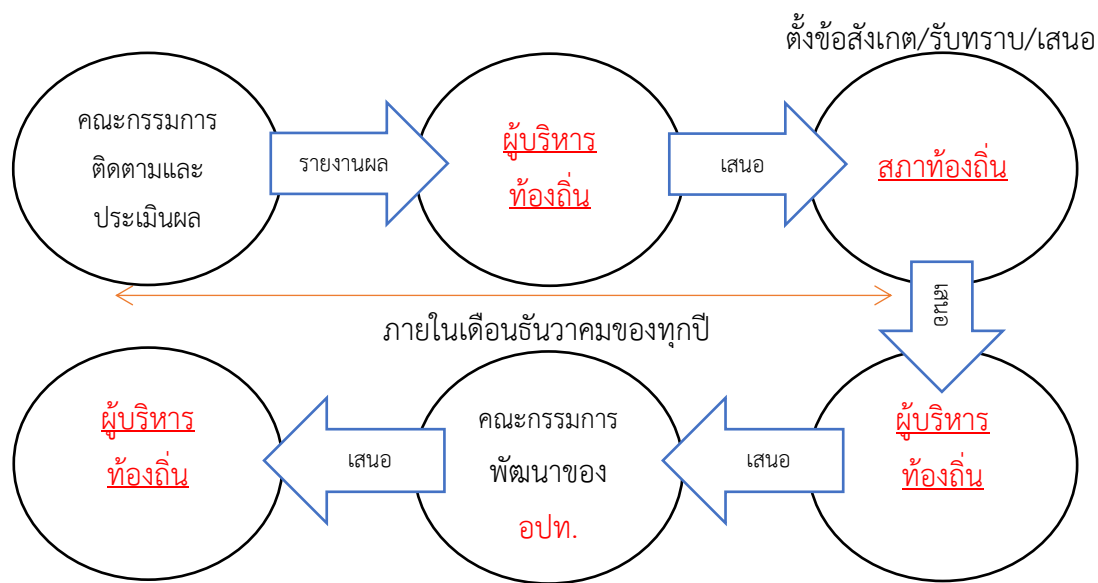 ตั้งข้อสังเกต/รับทราบ/เสนอ
คณะกรรมการ
ติดตามและ
ประเมินผล
รายงานผล
ผู้บริหาร
ท้องถิ่น
เสนอ
สภาท้องถิ่น
เสนอ
ภายในเดือนธันวาคมของทุกปี
ผู้บริหาร
ท้องถิ่น
เสนอ
คณะกรรมการ
พัฒนาของ
อปท.
เสนอ
ผู้บริหาร
ท้องถิ่น